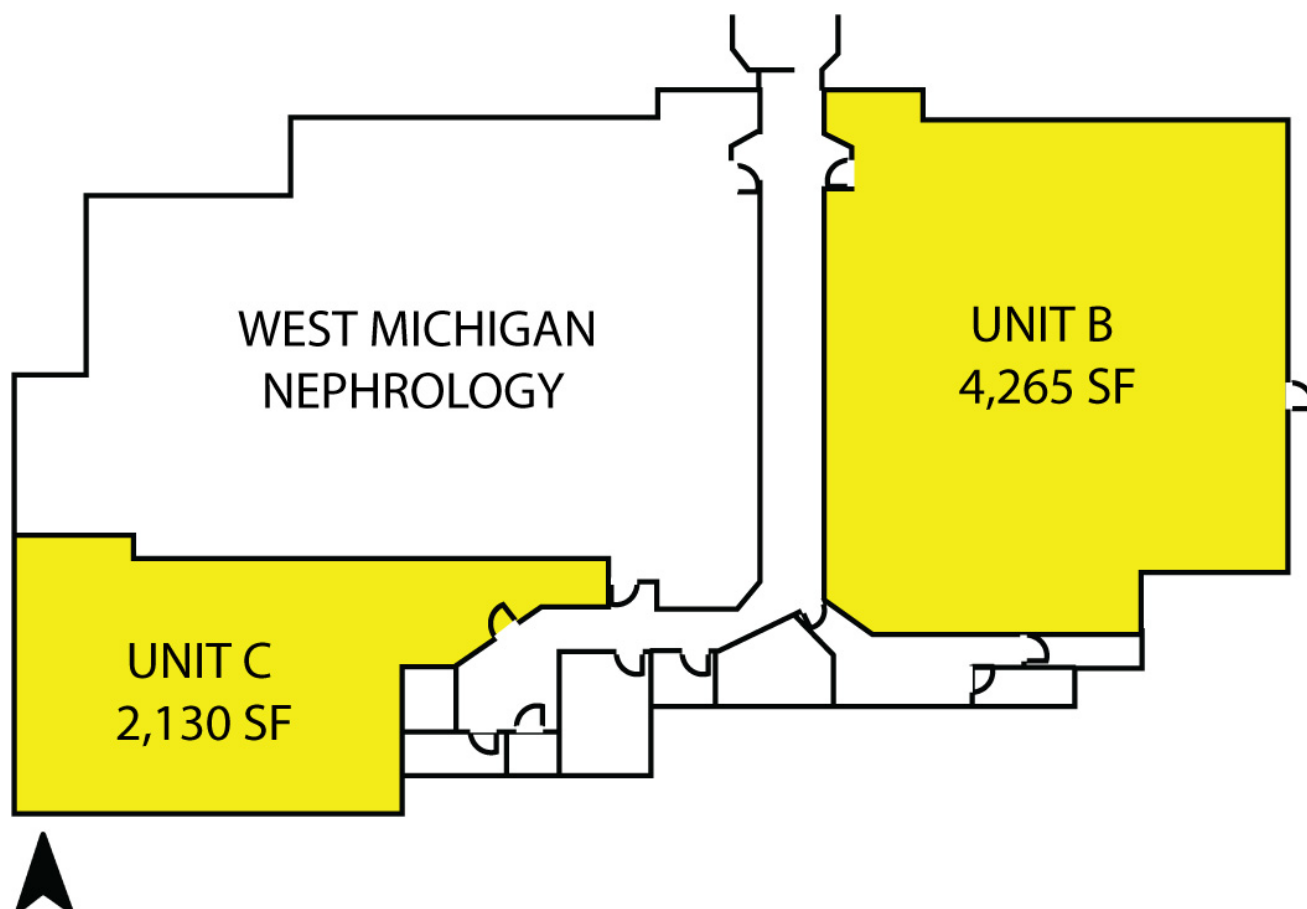 WEST MICHIGAN
NEPHROLOGY
UNIT B
4,265 SF
UNIT C
2,130 SF